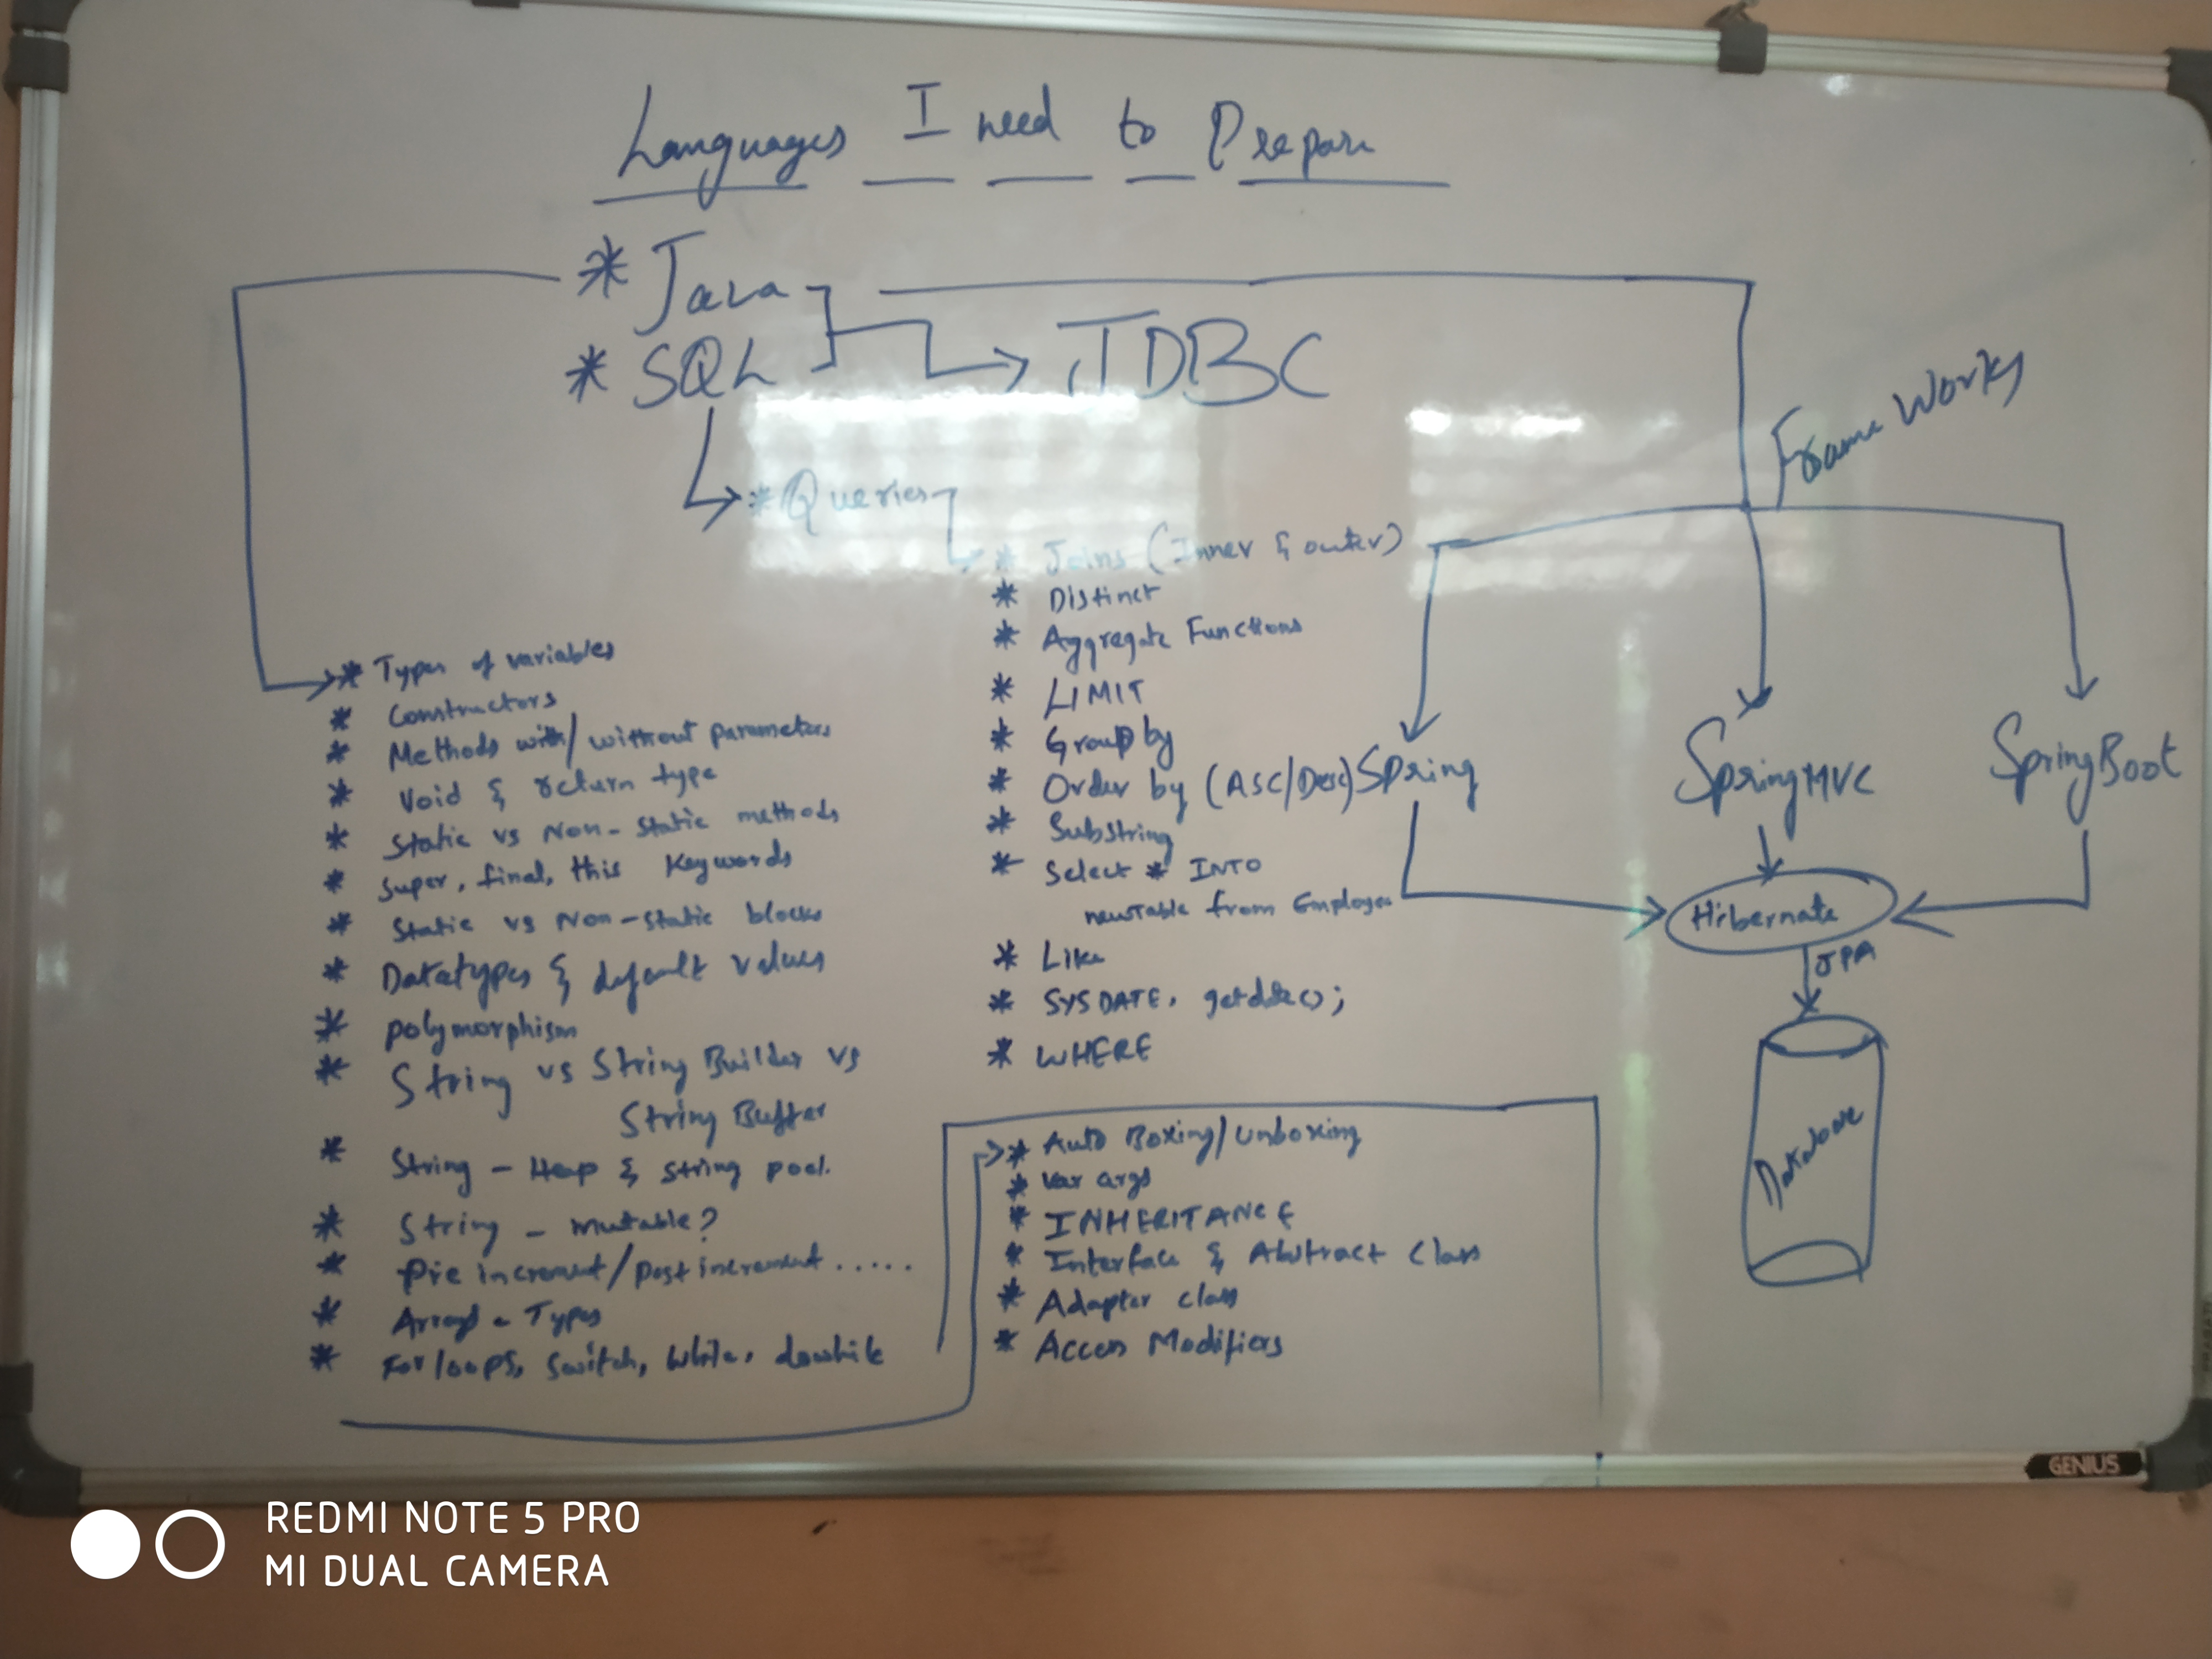 Languages I need to Prepare
* Java
* SQL
JDBC
Frame Works
* Queries
* Joins (Inner & outer)
* Distinct
* Aggregate Functions
* LIMIT
* Group by
* Order by (Asc/Desc)
* Substring
* Select * INTO
newTable from Employee
* Like
* SYSDATE, getdate();
* WHERE
* Types of variables
* Constructors
* Methods with/without parameters
* Void & return type
* Static vs Non-static methods
* super, final, this Keywords
* Static vs Non-static blocks
* Datatypes & default values
* polymorphism
* String vs String Builder vs
String Buffer
* String - Heap & string pool.
* String - mutable?
* Pre increment/post increment.....
* Arrays - Types
* For loops, switch, while, dowhile
* Auto Boxing/unboxing
* Var args
* INHERITANCE
* Interface & Abstract Class
* Adapter class
* Access Modifiers
Spring
Spring MVC
Spring Boot
Hibernate
JPA
Database
GENIUS
REDMI NOTE 5 PRO
MI DUAL CAMERA